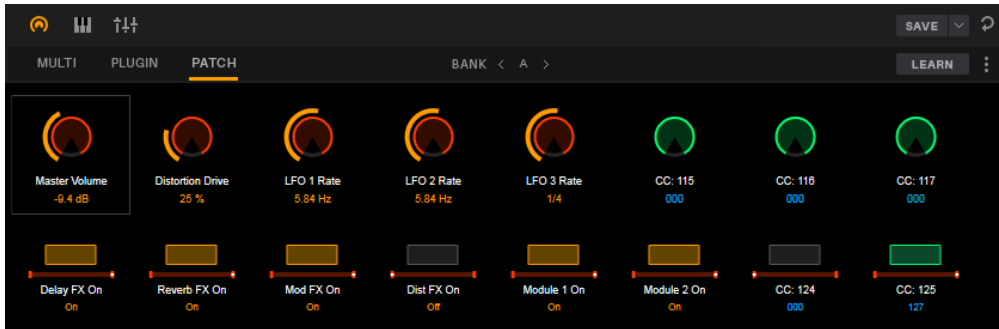 SAVE
MULTI PLUGIN PATCH BANK < A > LEARN
Master Volume Distortion Drive LFO 1 Rate LFO 2 Rate LFO 3 Rate CC: 115 CC: 116 CC: 117
-9.4 dB 25 % 5.84 Hz 5.84 Hz 1/4 000 000 000
Delay FX On Reverb FX On Mod FX On Dist FX On Module 1 On Module 2 On CC: 124 CC: 125
On On On Off On On 000 127